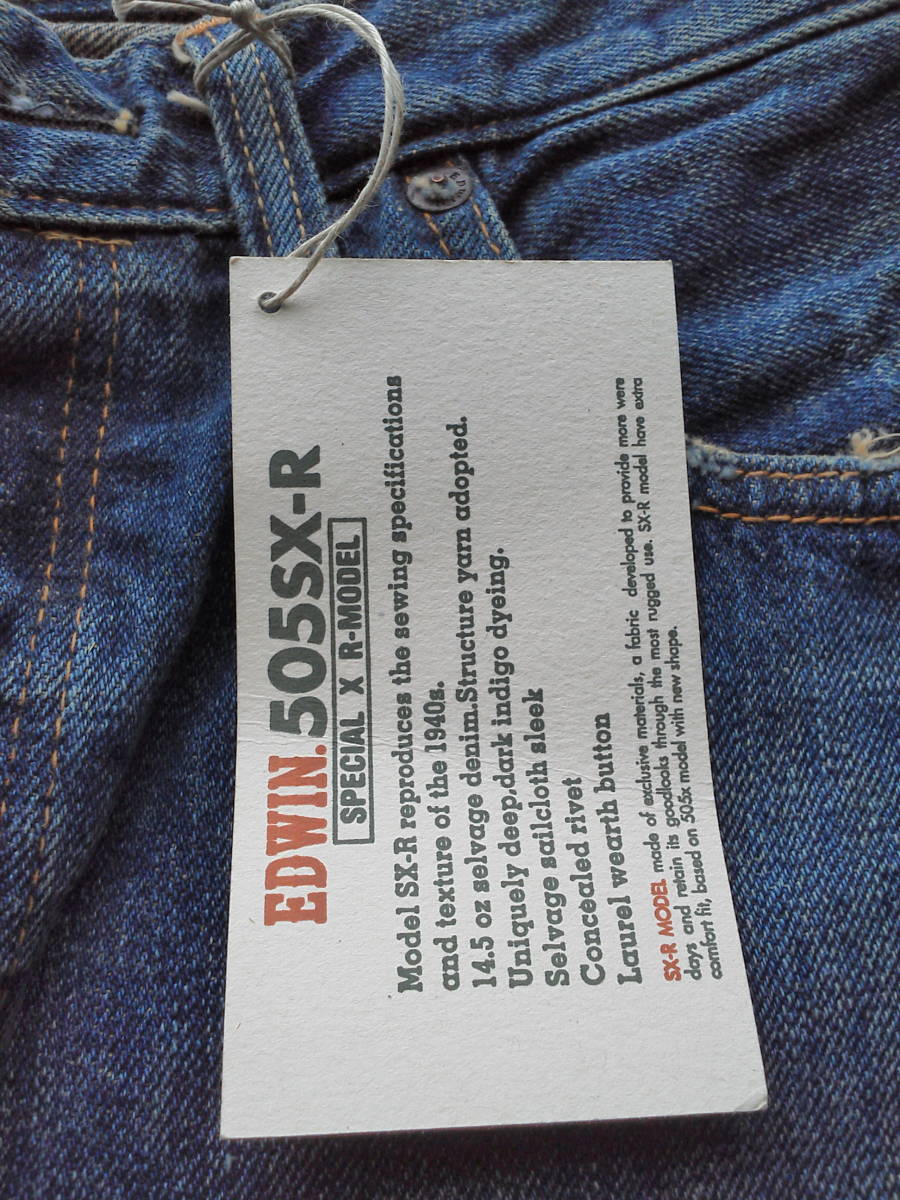 EDWIN.505SX-R
SPECIAL X R-MODEL
Model SX-R reproduces the sewing specifications
and texture of the 1940s.
14.5 oz selvage denim.Structure yarn adopted.
Uniquely deep.dark indigo dyeing.
Selvage sailcloth sleek
Concealed rivet
Laurel wearth button
SX-R MODEL made of exclusive materials, a fabric developed to provide more were
days and retain its goodlooks through the most rugged use. SX-R model have extra
comfort fit, based on 505x model with new shape.